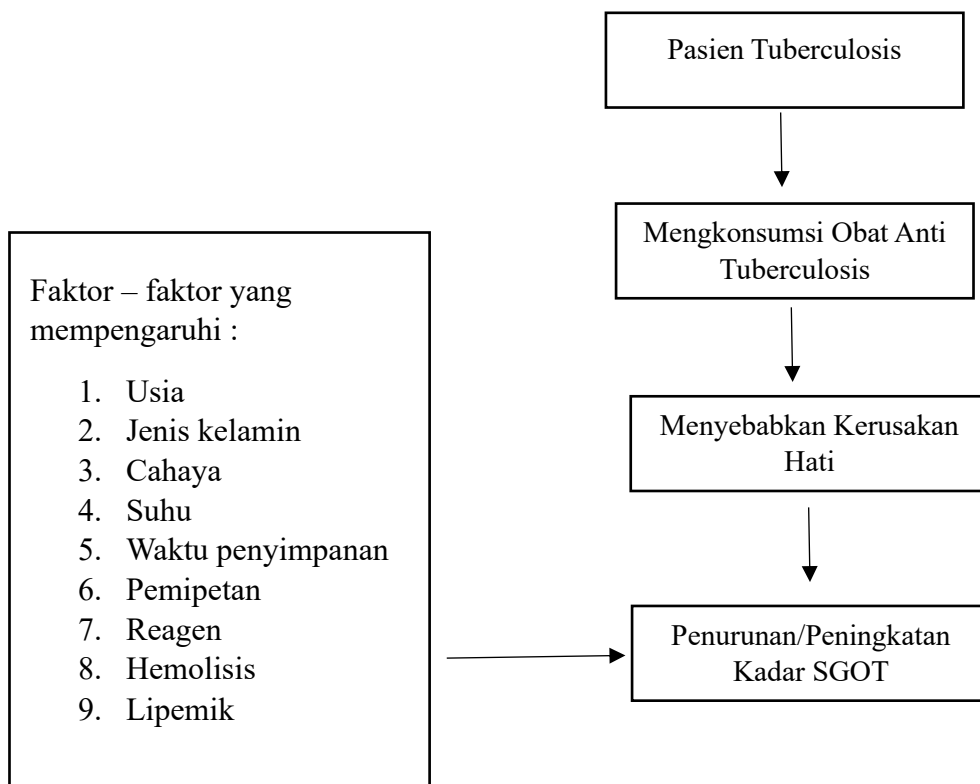 Pasien Tuberculosis
Mengkonsumsi Obat Anti
Tuberculosis
Menyebabkan Kerusakan
Hati
Penurunan/Peningkatan
Kadar SGOT
Faktor – faktor yang
mempengaruhi :
1. Usia
2. Jenis kelamin
3. Cahaya
4. Suhu
5. Waktu penyimpanan
6. Pemipetan
7. Reagen
8. Hemolisis
9. Lipemik